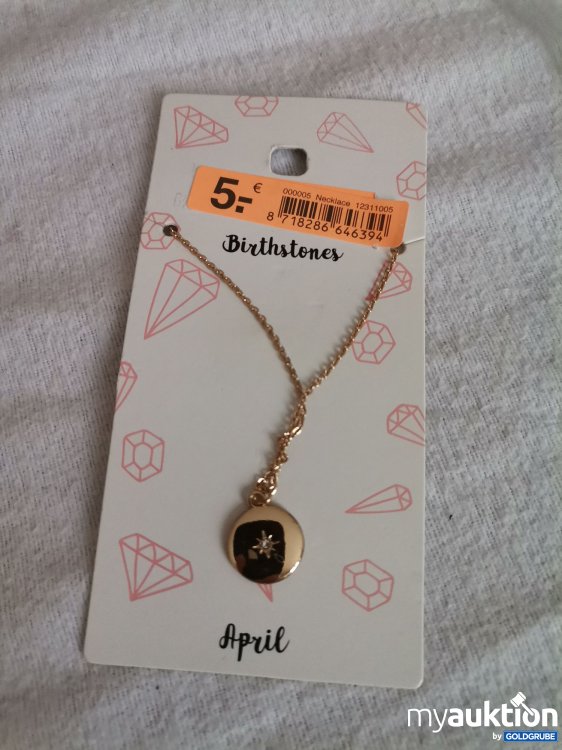 5.- €
000005 Necklace 12311005
8 718286 646394
Birthstones
April
myauktion
by GOLDGRUBE